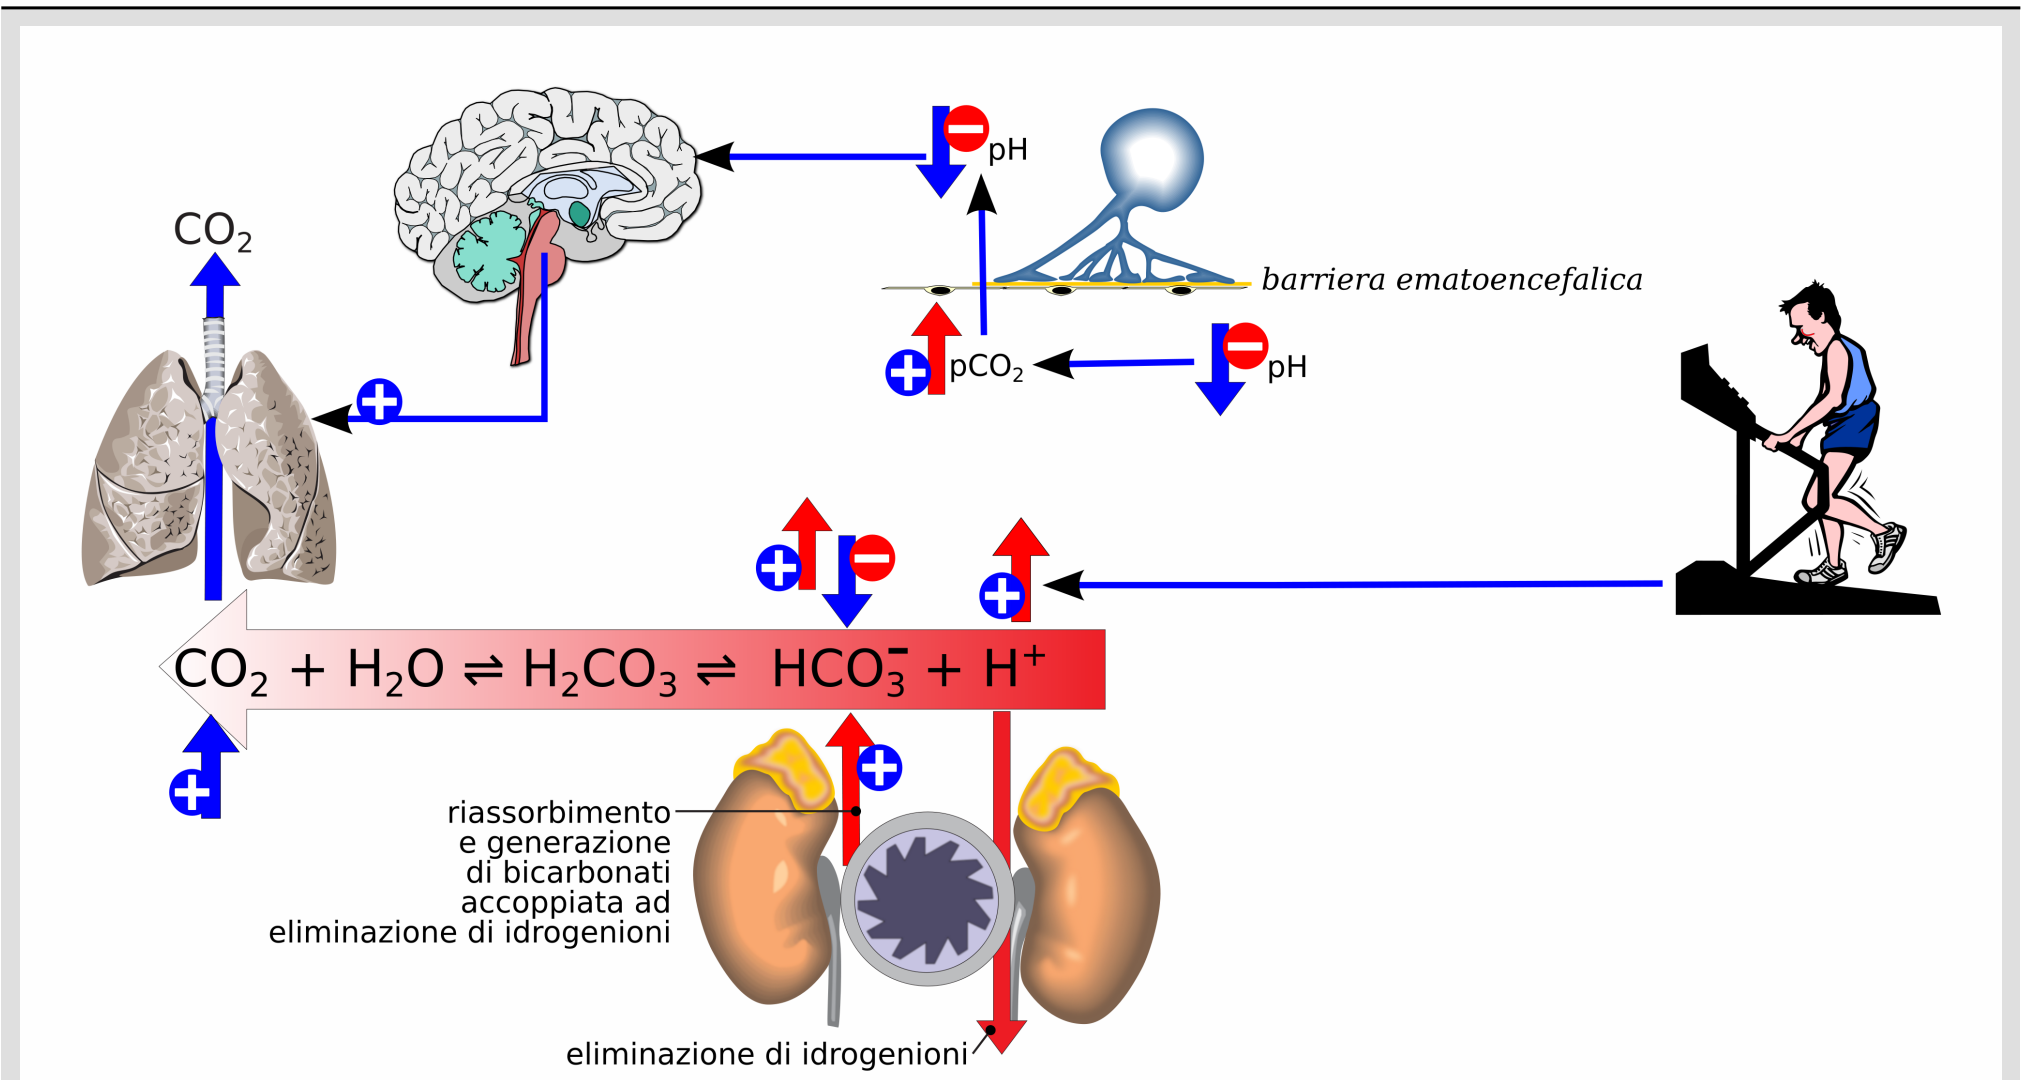 pH
CO₂
barriera ematoencefalica
pCO₂
pH
CO₂ + H₂O ⇌ H₂CO₃ ⇌ HCO₃⁻ + H⁺
riassorbimento
e generazione
di bicarbonati
accoppiata ad
eliminazione di idrogenioni
eliminazione di idrogenioni